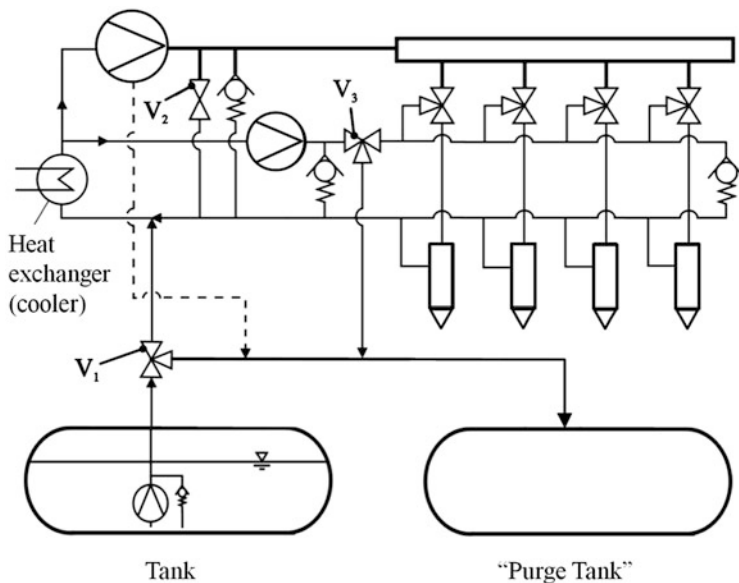 V2
V3
Heat
exchanger
(cooler)
V1
Tank
“Purge Tank”